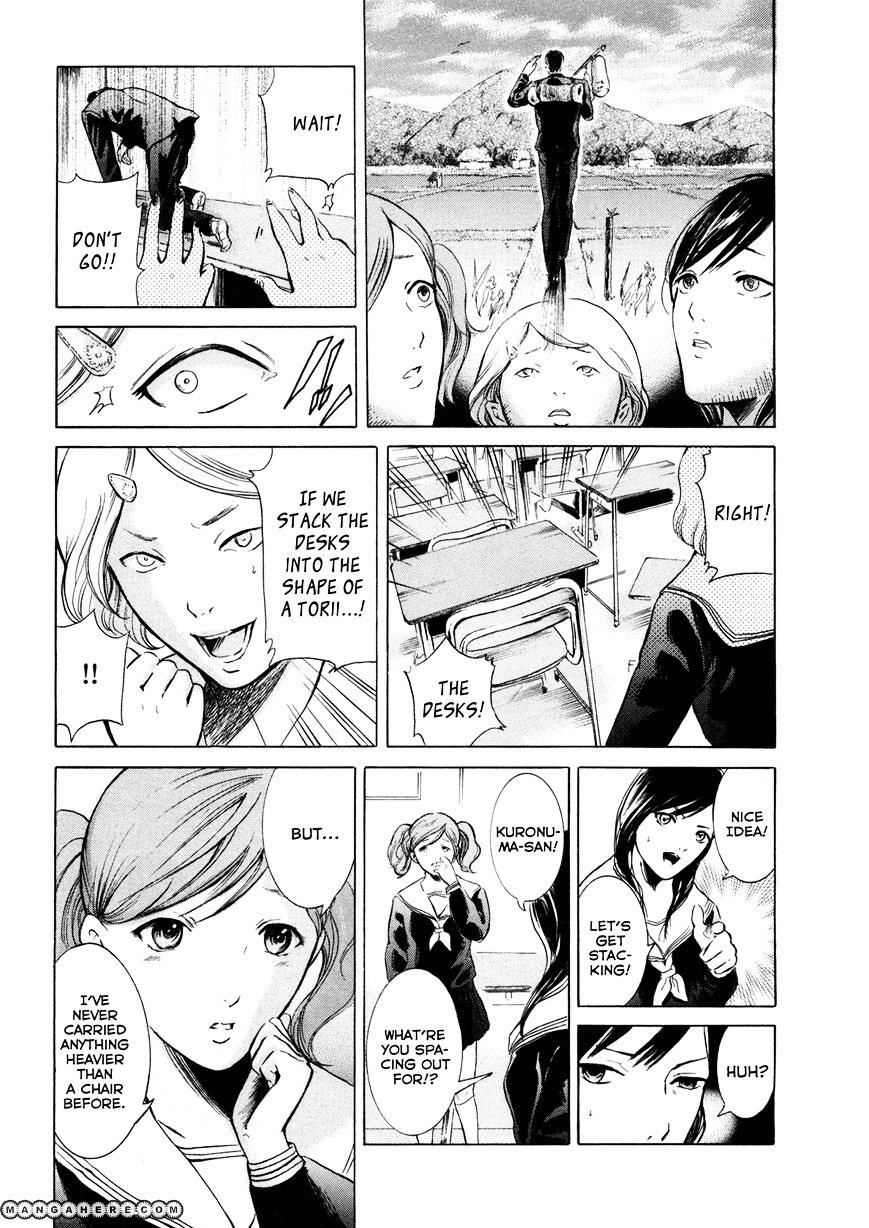 WAIT!
DON'T
GO!!
RIGHT!
THE
DESKS!
IF WE
STACK THE
DESKS
INTO THE
SHAPE OF
A TORII...!
!!
NICE
IDEA!
LET'S
GET
STAC-
KING!
HUH?
KURONU-
MA-SAN!
WHAT'RE
YOU SPA-
CING OUT
FOR!?
BUT...
I'VE
NEVER
CARRIED
ANYTHING
HEAVIER
THAN
A CHAIR
BEFORE.
MANGAHERE.COM